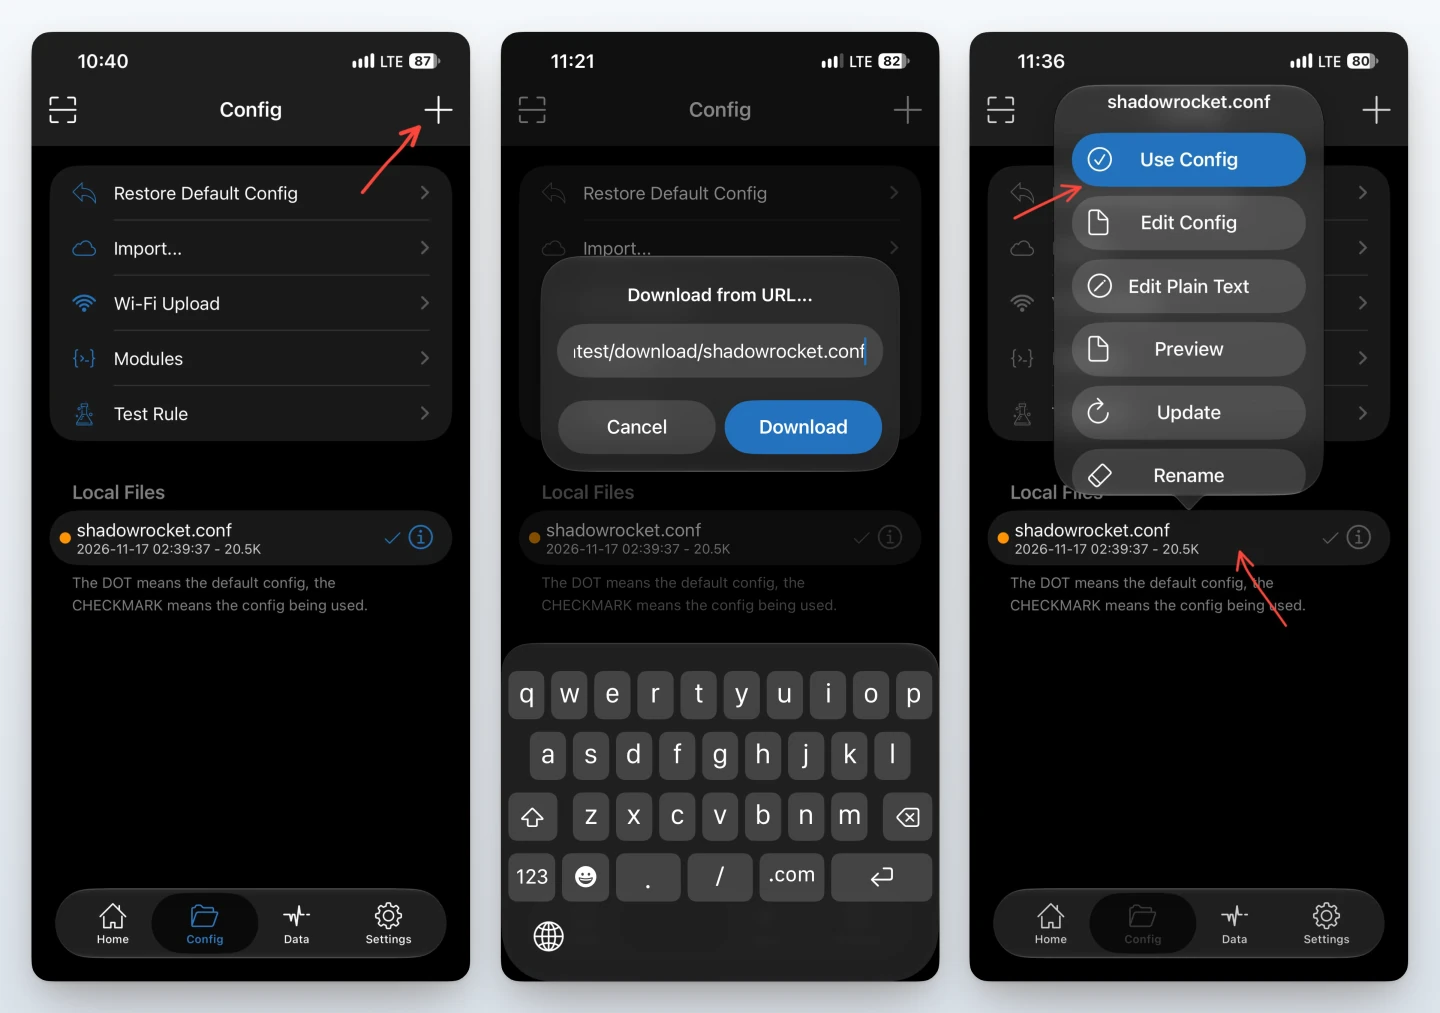 10:40
LTE 87
Config
Restore Default Config
Import...
Wi-Fi Upload
Modules
Test Rule
Local Files
shadowrocket.conf
2026-11-17 02:39:37 - 20.5K
The DOT means the default config, the
CHECKMARK means the config being used.
Home
Config
Data
Settings
11:21
LTE 82
Config
Restore Default Config
Import...
Download from URL...
test/download/shadowrocket.conf
Cancel
Download
Local Files
shadowrocket.conf
2026-11-17 02:39:37 - 20.5K
The DOT means the default config, the
CHECKMARK means the config being used.
q w e r t y u i o p
a s d f g h j k l
z x c v b n m
123 . / .com
11:36
LTE 80
shadowrocket.conf
Use Config
Edit Config
Edit Plain Text
Preview
Update
Rename
Local Files
shadowrocket.conf
2026-11-17 02:39:37 - 20.5K
The DOT means the default config, the
CHECKMARK means the config being used.
Home
Config
Data
Settings